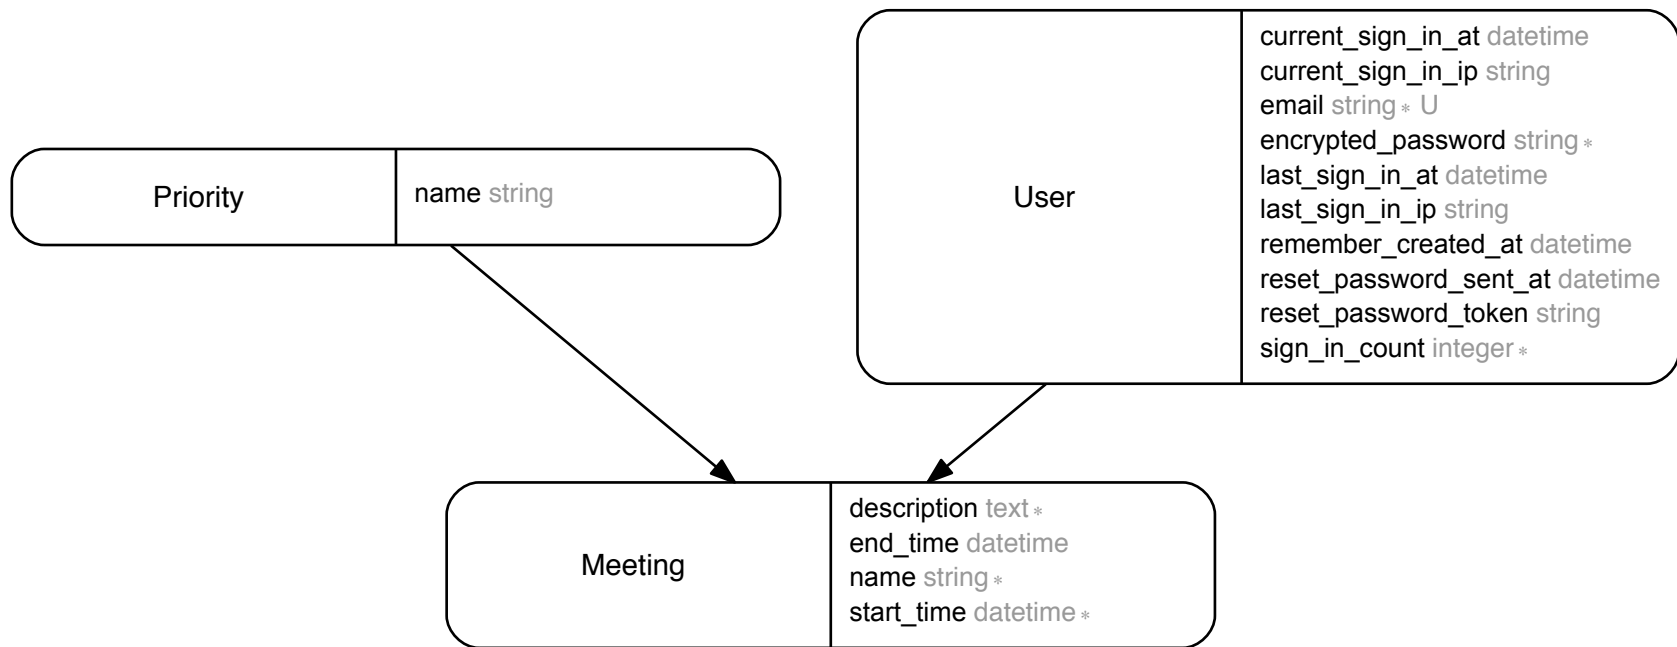 Priority
name string
User
current_sign_in_at datetime
current_sign_in_ip string
email string * U
encrypted_password string *
last_sign_in_at datetime
last_sign_in_ip string
remember_created_at datetime
reset_password_sent_at datetime
reset_password_token string
sign_in_count integer *
Meeting
description text *
end_time datetime
name string *
start_time datetime *